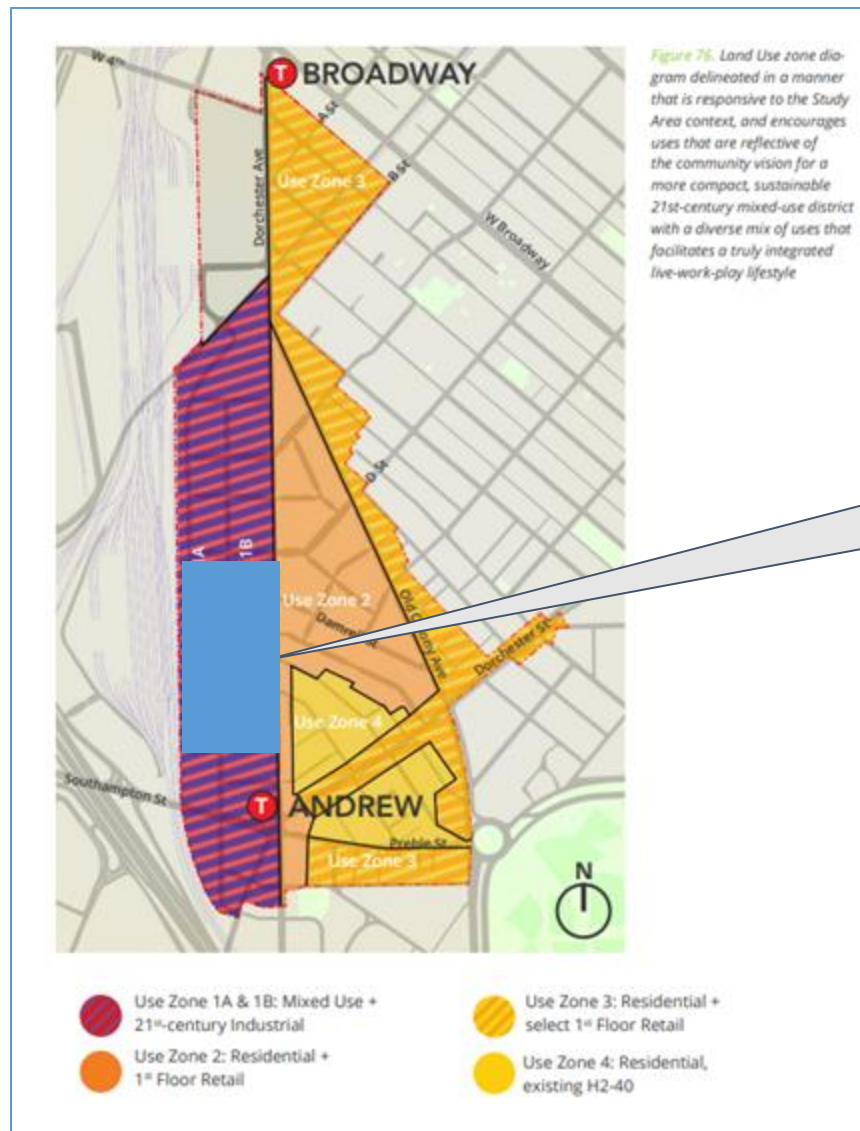 W 4th
T BROADWAY
A St
Use Zone 3
B St
Dorchester Ave
W Broadway
Figure 76. Land Use zone dia-
gram delineated in a manner
that is responsive to the Study
Area context, and encourages
uses that are reflective of
the community vision for a
more compact, sustainable
21st-century mixed-use district
with a diverse mix of uses that
facilitates a truly integrated
live-work-play lifestyle
D St
1A
1B
Use Zone 2
Old Colony Ave
Dorchester St
Use Zone 4
Southampton St
T ANDREW
Preble St
Use Zone 3
N
Use Zone 1A & 1B: Mixed Use +
21st-century Industrial
Use Zone 2: Residential +
1st Floor Retail
Use Zone 3: Residential +
select 1st Floor Retail
Use Zone 4: Residential,
existing H2-40